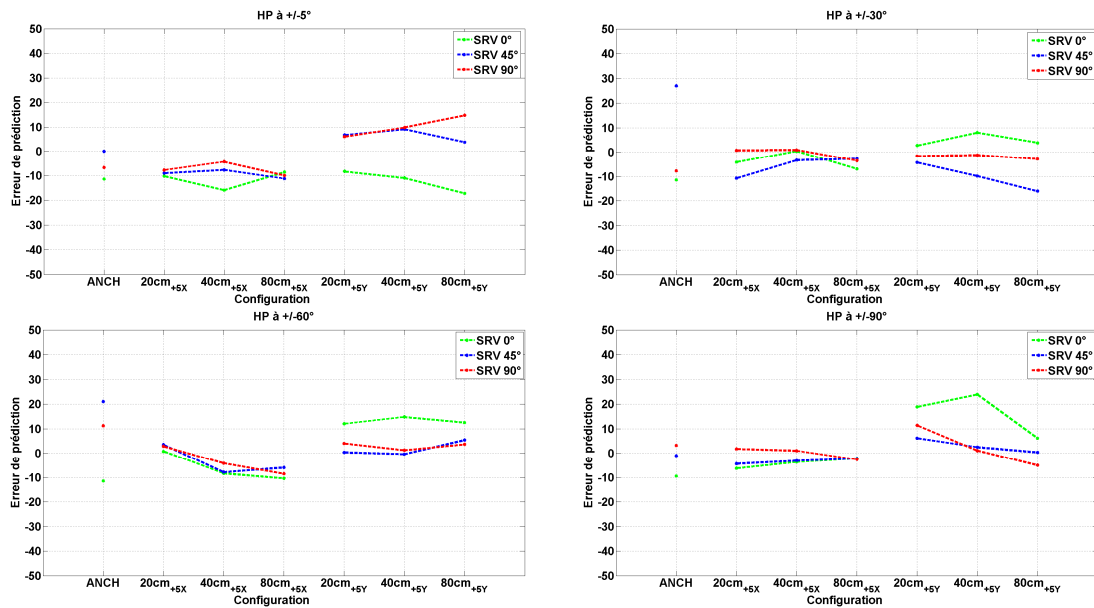 HP à +/-5°
Erreur de prédiction
50
40
30
20
10
0
-10
-20
-30
-40
-50
SRV 0°
SRV 45°
SRV 90°
ANCH 20cm+5X 40cm+5X 80cm+5X 20cm+5Y 40cm+5Y 80cm+5Y
Configuration
HP à +/-30°
Erreur de prédiction
50
40
30
20
10
0
-10
-20
-30
-40
-50
SRV 0°
SRV 45°
SRV 90°
ANCH 20cm+5X 40cm+5X 80cm+5X 20cm+5Y 40cm+5Y 80cm+5Y
Configuration
HP à +/-60°
Erreur de prédiction
50
40
30
20
10
0
-10
-20
-30
-40
-50
SRV 0°
SRV 45°
SRV 90°
ANCH 20cm+5X 40cm+5X 80cm+5X 20cm+5Y 40cm+5Y 80cm+5Y
Configuration
HP à +/-90°
Erreur de prédiction
50
40
30
20
10
0
-10
-20
-30
-40
-50
SRV 0°
SRV 45°
SRV 90°
ANCH 20cm+5X 40cm+5X 80cm+5X 20cm+5Y 40cm+5Y 80cm+5Y
Configuration